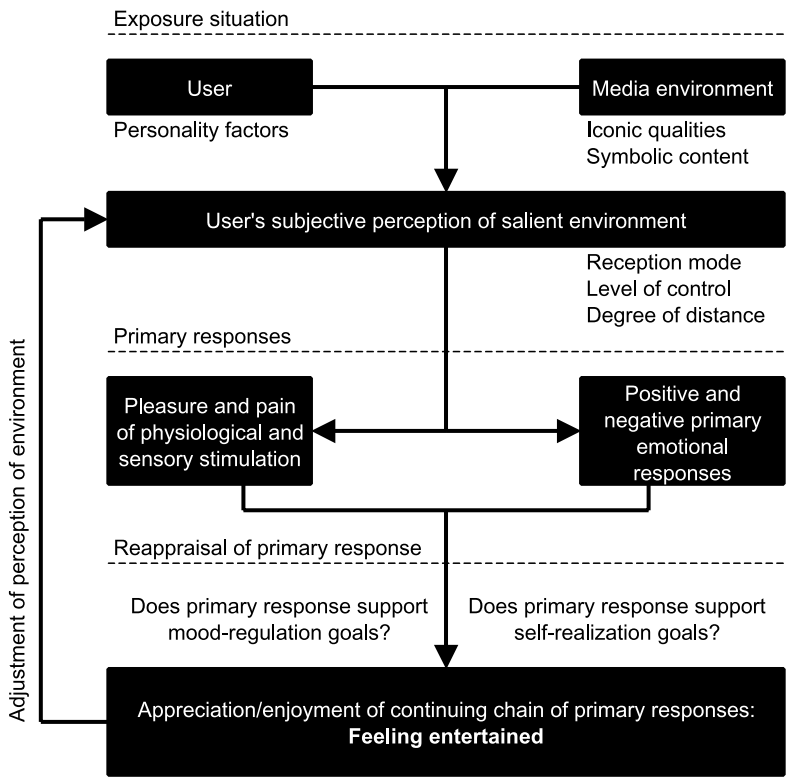 Exposure situation
User
Media environment
Personality factors
Iconic qualities
Symbolic content
User's subjective perception of salient environment
Reception mode
Level of control
Degree of distance
Primary responses
Pleasure and pain
of physiological and
sensory stimulation
Positive and
negative primary
emotional
responses
Reappraisal of primary response
Does primary response support
mood-regulation goals?
Does primary response support
self-realization goals?
Appreciation/enjoyment of continuing chain of primary responses:
Feeling entertained
Adjustment of perception of environment